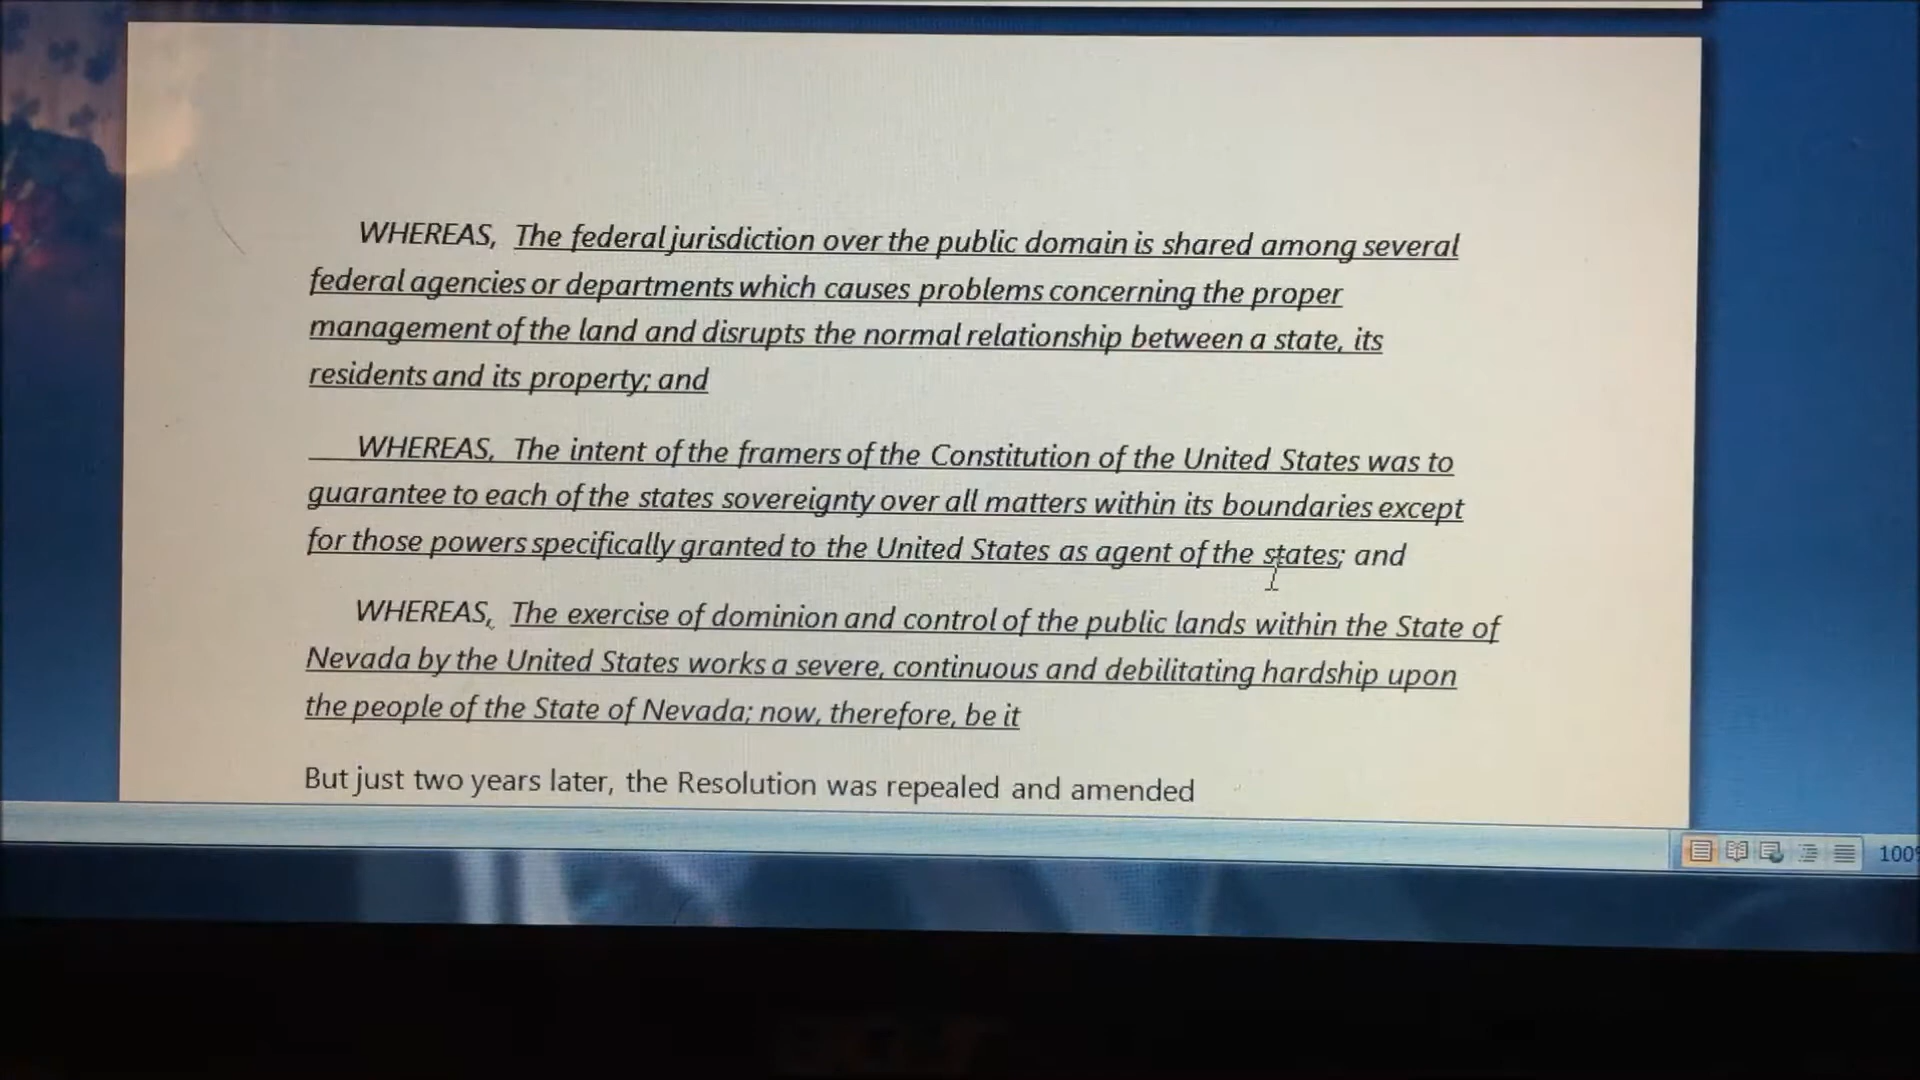 WHEREAS, The federal jurisdiction over the public domain is shared among several
federal agencies or departments which causes problems concerning the proper
management of the land and disrupts the normal relationship between a state, its
residents and its property; and
WHEREAS, The intent of the framers of the Constitution of the United States was to
guarantee to each of the states sovereignty over all matters within its boundaries except
for those powers specifically granted to the United States as agent of the states; and
WHEREAS, The exercise of dominion and control of the public lands within the State of
Nevada by the United States works a severe, continuous and debilitating hardship upon
the people of the State of Nevada; now, therefore, be it
But just two years later, the Resolution was repealed and amended